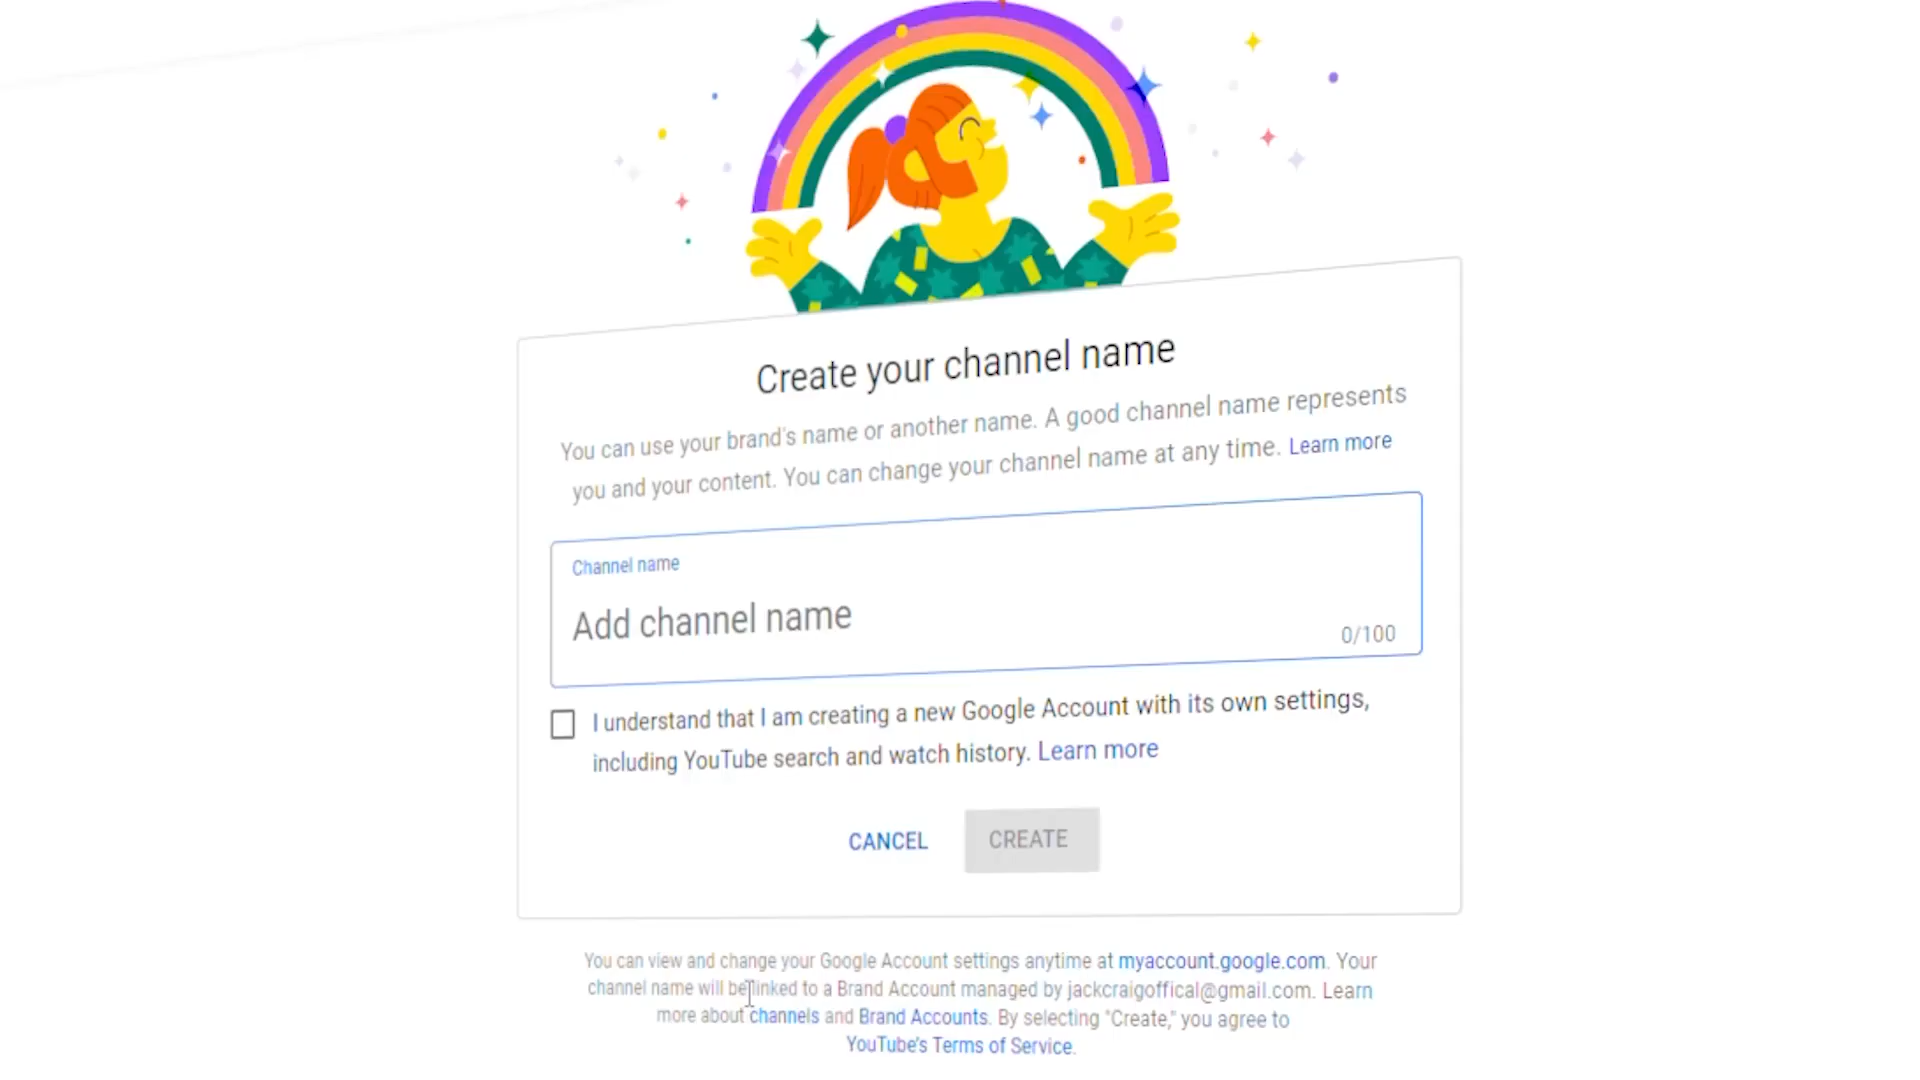 Create your channel name
You can use your brand's name or another name. A good channel name represents
you and your content. You can change your channel name at any time. Learn more
Channel name
Add channel name
0/100
I understand that I am creating a new Google Account with its own settings,
including YouTube search and watch history. Learn more
CANCEL
CREATE
You can view and change your Google Account settings anytime at myaccount.google.com. Your
channel name will be linked to a Brand Account managed by jackcraigoffical@gmail.com. Learn
more about channels and Brand Accounts. By selecting "Create," you agree to
YouTube's Terms of Service.